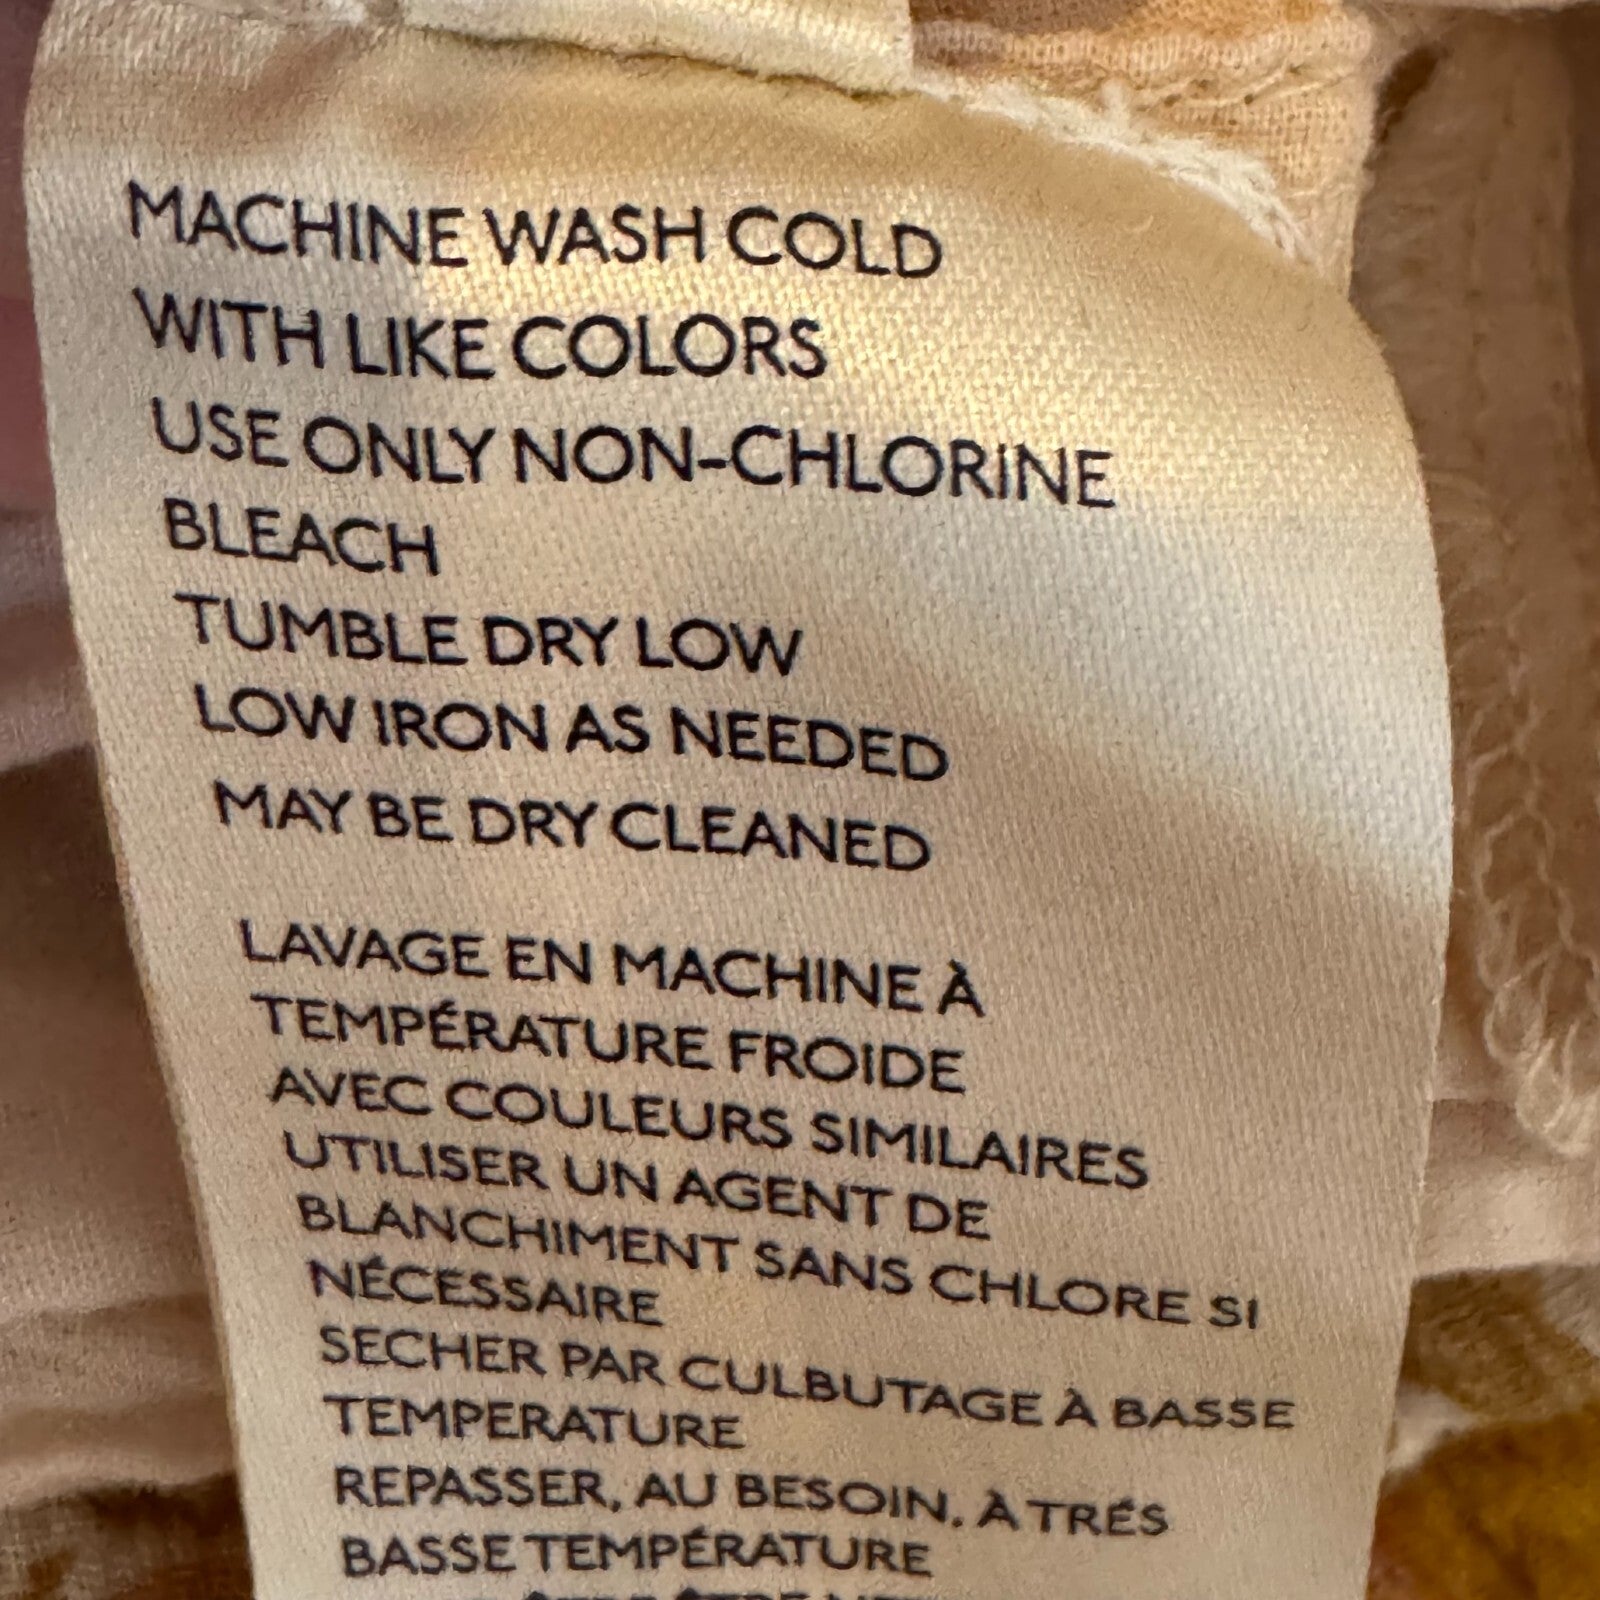 MACHINE WASH COLD
WITH LIKE COLORS
USE ONLY NON-CHLORINE
BLEACH
TUMBLE DRY LOW
LOW IRON AS NEEDED
MAY BE DRY CLEANED
LAVAGE EN MACHINE À
TEMPÉRATURE FROIDE
AVEC COULEURS SIMILAIRES
UTILISER UN AGENT DE
BLANCHIMENT SANS CHLORE SI
NÉCESSAIRE
SECHER PAR CULBUTAGE À BASSE
TEMPERATURE
REPASSER, AU BESOIN, À TRÉS
BASSE TEMPÉRATURE